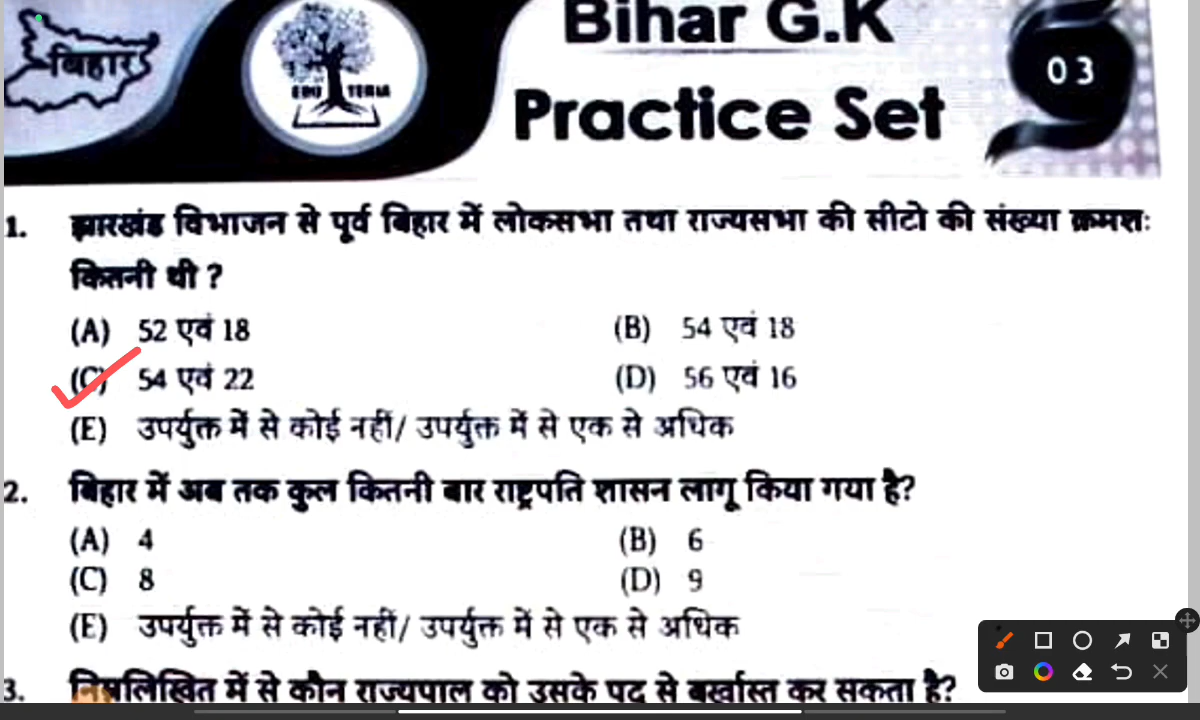 बिहार
EDU TERIA
Bihar G.K
Practice Set
03
1. झारखंड विभाजन से पूर्व बिहार में लोकसभा तथा राज्यसभा की सीटो की संख्या क्रमशः
कितनी थी ?
(A) 52 एवं 18 (B) 54 एवं 18
(C) 54 एवं 22 (D) 56 एवं 16
(E) उपर्युक्त में से कोई नहीं/ उपर्युक्त में से एक से अधिक
2. बिहार में अब तक कुल कितनी बार राष्ट्रपति शासन लागू किया गया है?
(A) 4 (B) 6
(C) 8 (D) 9
(E) उपर्युक्त में से कोई नहीं/ उपर्युक्त में से एक से अधिक
3. निम्नलिखित में से कौन राज्यपाल को उसके पद से बर्खास्त कर सकता है?